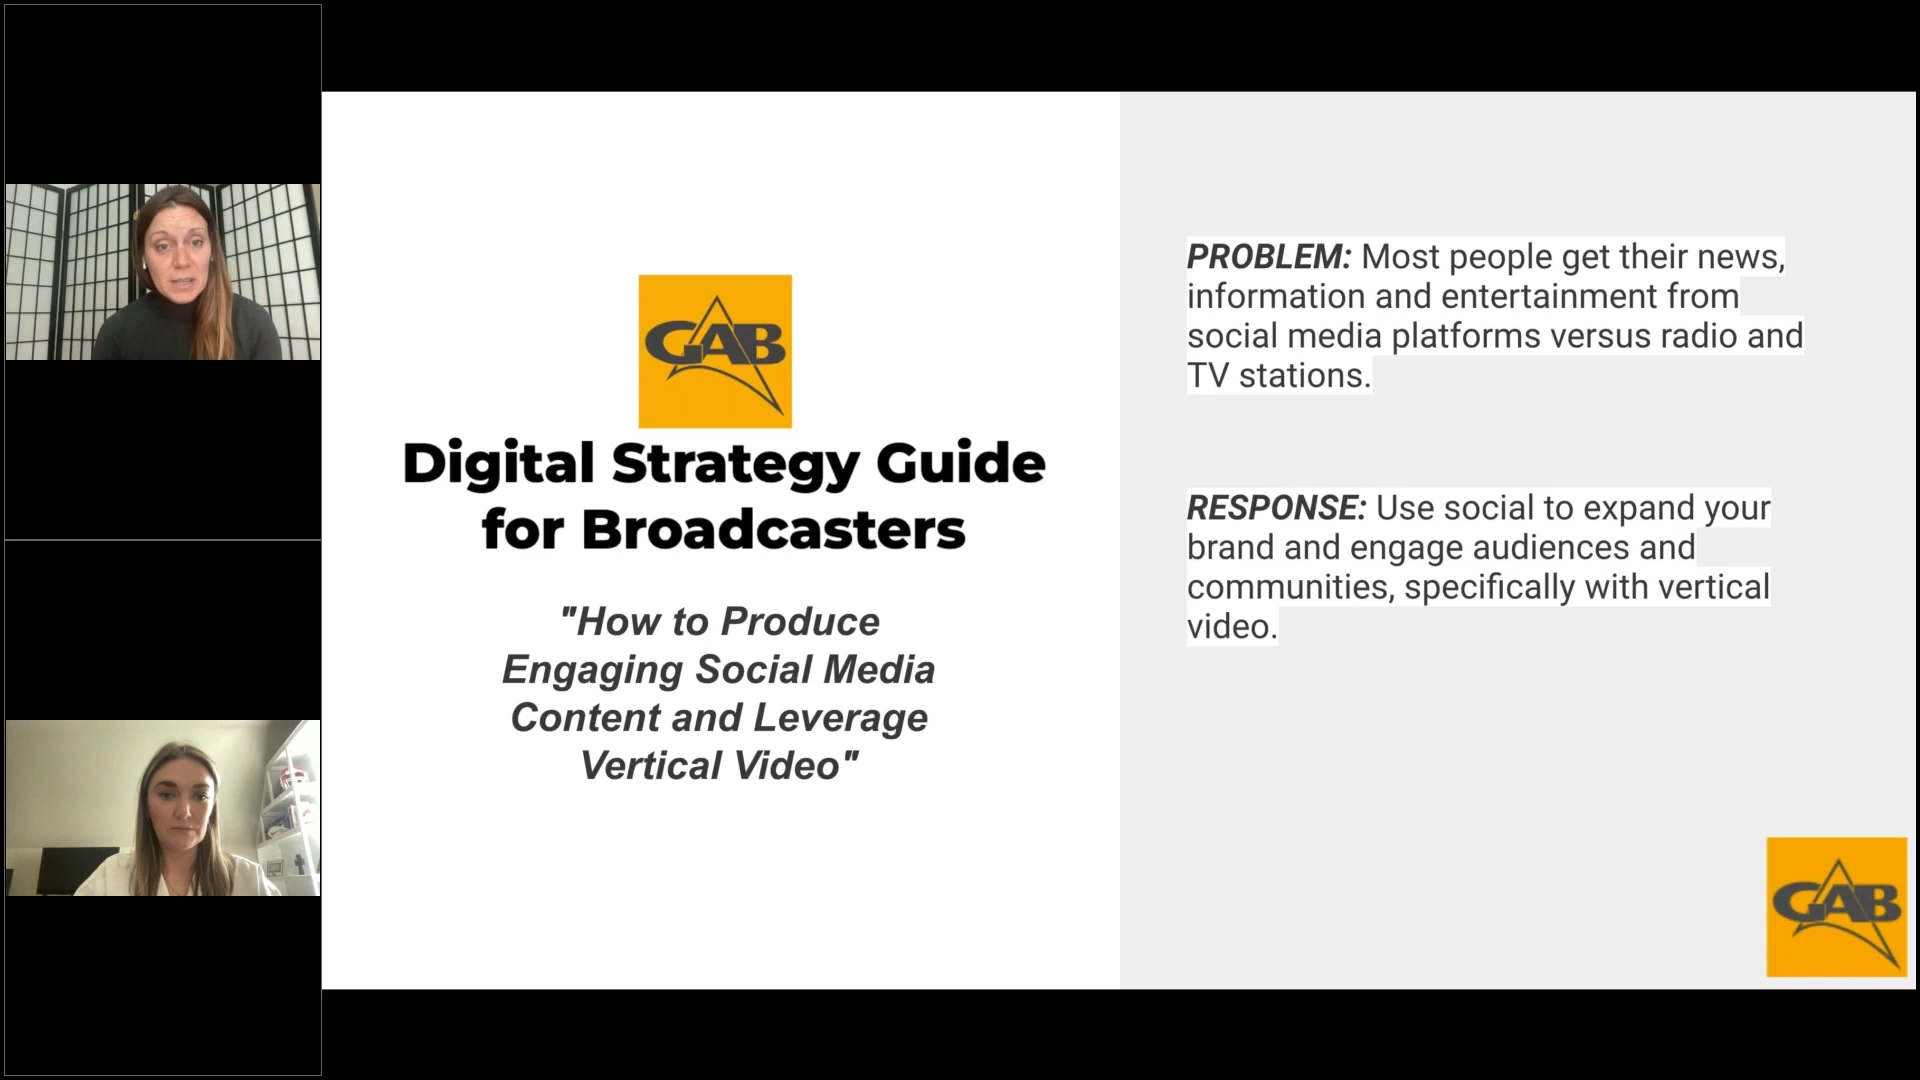 GAB
Digital Strategy Guide
for Broadcasters
"How to Produce
Engaging Social Media
Content and Leverage
Vertical Video"
PROBLEM: Most people get their news,
information and entertainment from
social media platforms versus radio and
TV stations.
RESPONSE: Use social to expand your
brand and engage audiences and
communities, specifically with vertical
video.
GAB